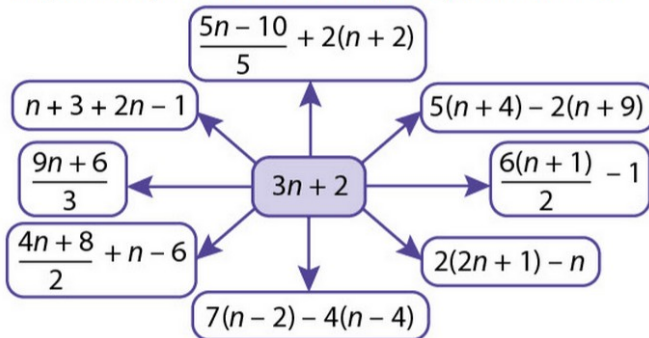 5n – 10
5
+ 2(n + 2)
n + 3 + 2n – 1
5(n + 4) – 2(n + 9)
9n + 6
3
3n + 2
6(n + 1)
2
– 1
4n + 8
2
+ n – 6
2(2n + 1) – n
7(n – 2) – 4(n – 4)